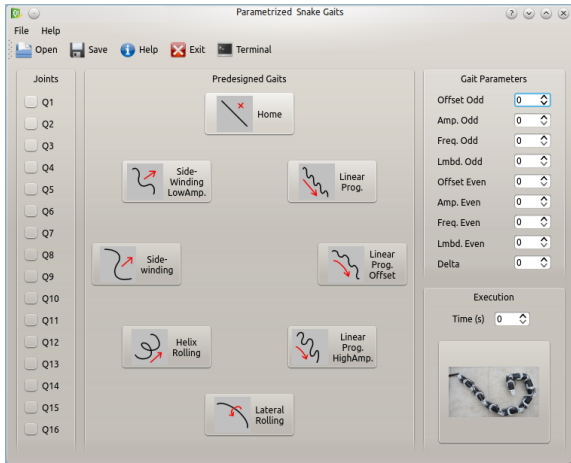 Parametrized Snake Gaits
File Help
Open Save Help Exit Terminal
Joints
Q1
Q2
Q3
Q4
Q5
Q6
Q7
Q8
Q9
Q10
Q11
Q12
Q13
Q14
Q15
Q16
Predesigned Gaits
Home
Side-
Winding
LowAmp.
Linear
Prog.
Side-
winding
Linear
Prog.
Offset
Helix
Rolling
Linear
Prog.
HighAmp.
Lateral
Rolling
Gait Parameters
Offset Odd 0
Amp. Odd 0
Freq. Odd 0
Lmbd. Odd 0
Offset Even 0
Amp. Even 0
Freq. Even 0
Lmbd. Even 0
Delta 0
Execution
Time (s) 0